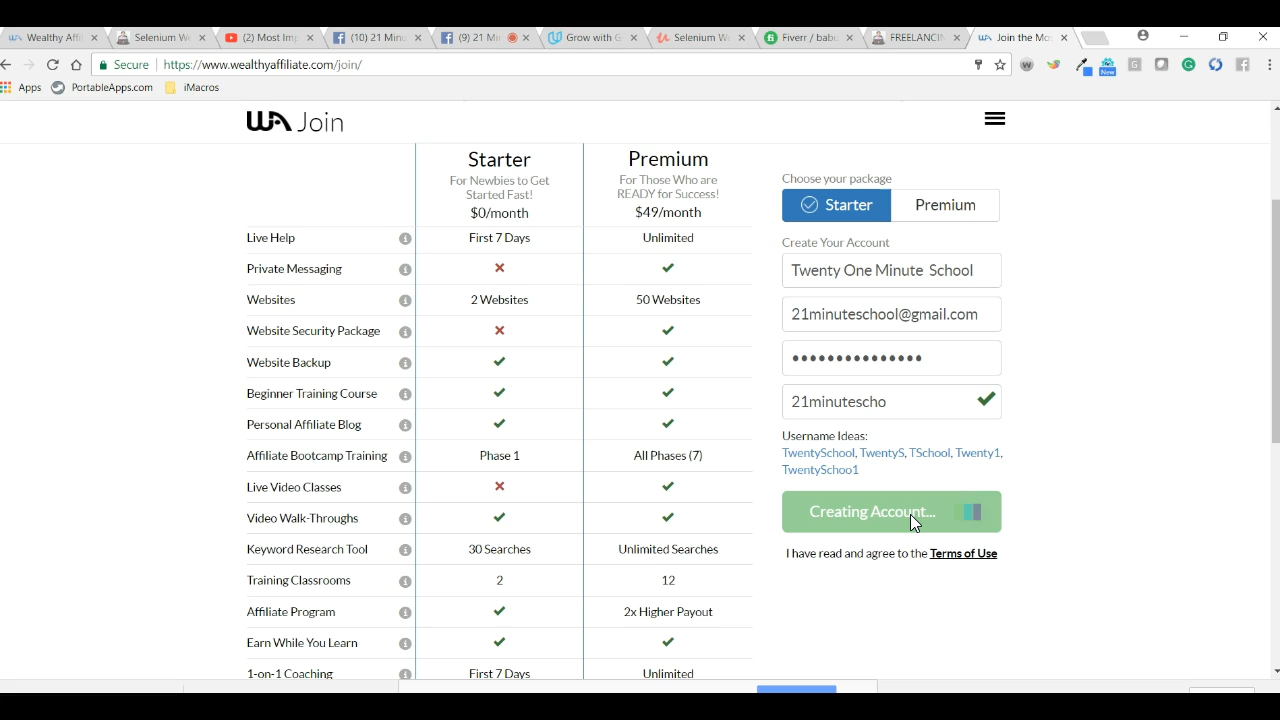 Wealthy Affi
Selenium We
(2) Most Imp
(10) 21 Minu
(9) 21 Min
Grow with G
Selenium We
Fiverr / babu
FREELANCIN
Join the Mos
Secure https://www.wealthyaffiliate.com/join/
New
Apps PortableApps.com iMacros
WA Join
Starter Premium
For Newbies to Get Started Fast!
For Those Who are READY for Success!
$0/month $49/month
Live Help First 7 Days Unlimited
Private Messaging
Websites 2 Websites 50 Websites
Website Security Package
Website Backup
Beginner Training Course
Personal Affiliate Blog
Affiliate Bootcamp Training Phase 1 All Phases (7)
Live Video Classes
Video Walk-Throughs
Keyword Research Tool 30 Searches Unlimited Searches
Training Classrooms 2 12
Affiliate Program 2x Higher Payout
Earn While You Learn
1-on-1 Coaching First 7 Days Unlimited
Choose your package
Starter Premium
Create Your Account
Twenty One Minute School
21minuteschool@gmail.com
21minutescho
Username Ideas:
TwentySchool, TwentyS, TSchool, Twenty1,
TwentySchoo1
Creating Account...
I have read and agree to the Terms of Use